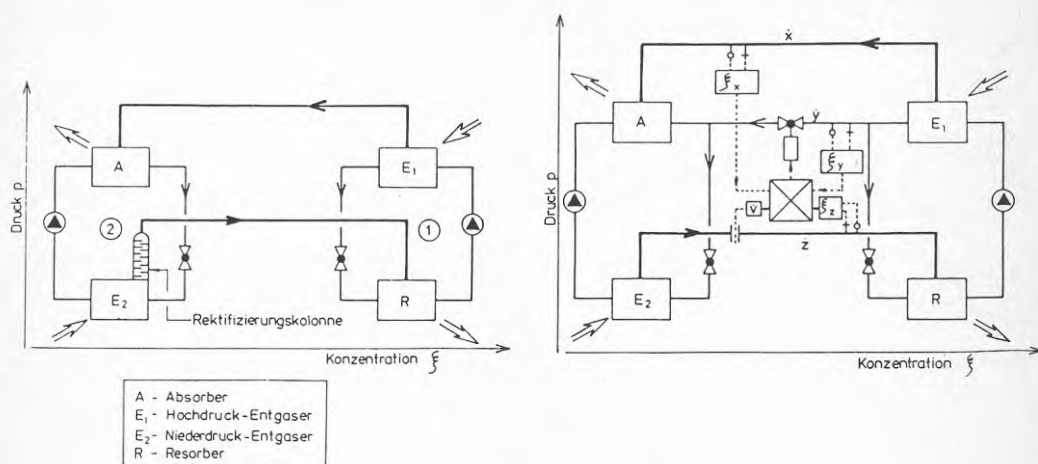 Druck p
A
E₁
②
①
E₂
R
Rektifizierungskolonne
Konzentration ξ
A - Absorber
E₁ - Hochdruck-Entgaser
E₂ - Niederdruck-Entgaser
R - Resorber
Druck p
ẋ
ξx
A
ẏ
E₁
ξy
V̇
ξz
ż
E₂
R
Konzentration ξ